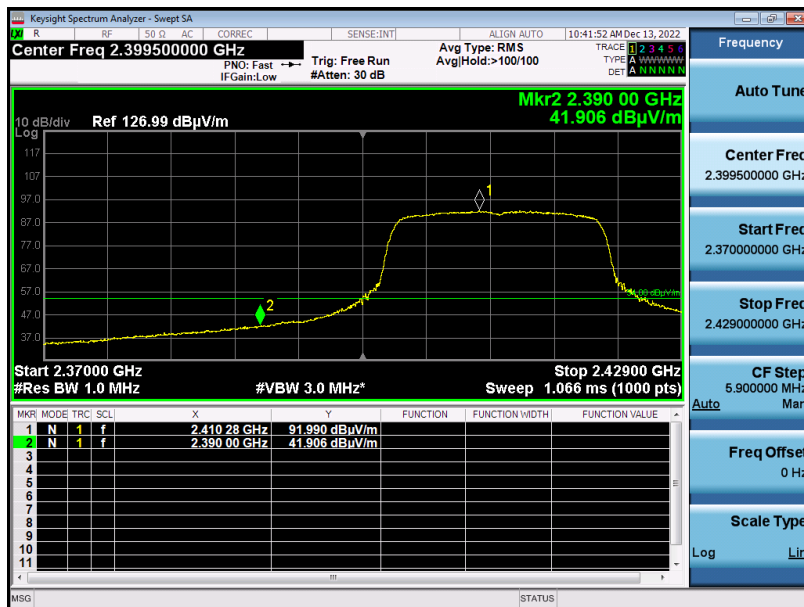 Keysight Spectrum Analyzer - Swept SA
LXI R RF 50 Ω AC CORREC SENSE:INT ALIGN AUTO 10:41:52 AM Dec 13, 2022
Center Freq 2.399500000 GHz
PNO: Fast
IFGain:Low
Trig: Free Run
#Atten: 30 dB
Avg Type: RMS
Avg|Hold:>100/100
TRACE 1 2 3 4 5 6
TYPE A WWWWW
DET A N N N N N
Mkr2 2.390 00 GHz
41.906 dBµV/m
10 dB/div
Log
Ref 126.99 dBµV/m
117
107
97.0
87.0
77.0
67.0
57.0
47.0
37.0
1
2
dBµV/m
Start 2.37000 GHz Stop 2.42900 GHz
#Res BW 1.0 MHz #VBW 3.0 MHz* Sweep 1.066 ms (1000 pts)
MKR MODE TRC SCL X Y FUNCTION FUNCTION WIDTH FUNCTION VALUE
1 N 1 f 2.410 28 GHz 91.990 dBµV/m
2 N 1 f 2.390 00 GHz 41.906 dBµV/m
3
4
5
6
7
8
9
10
11
MSG STATUS
Frequency
Auto Tune
Center Freq
2.399500000 GHz
Start Freq
2.370000000 GHz
Stop Freq
2.429000000 GHz
CF Step
5.900000 MHz
Auto Man
Freq Offset
0 Hz
Scale Type
Log Lin